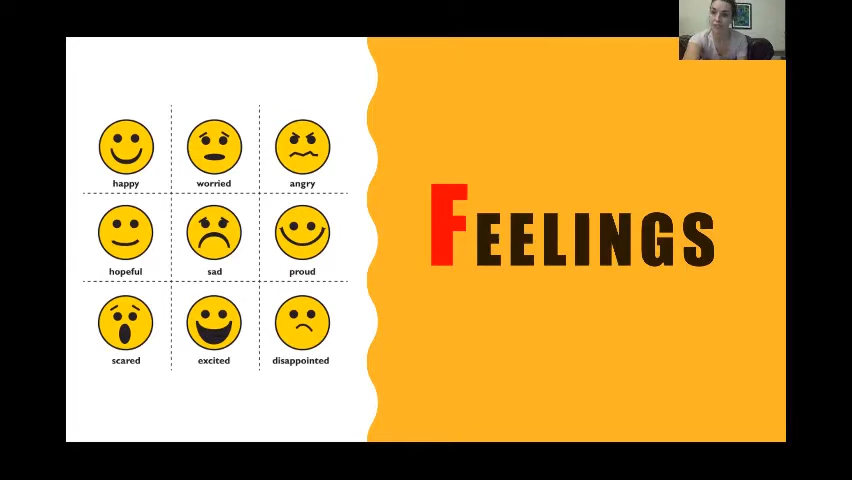 happy worried angry
hopeful sad proud
scared excited disappointed
FEELINGS